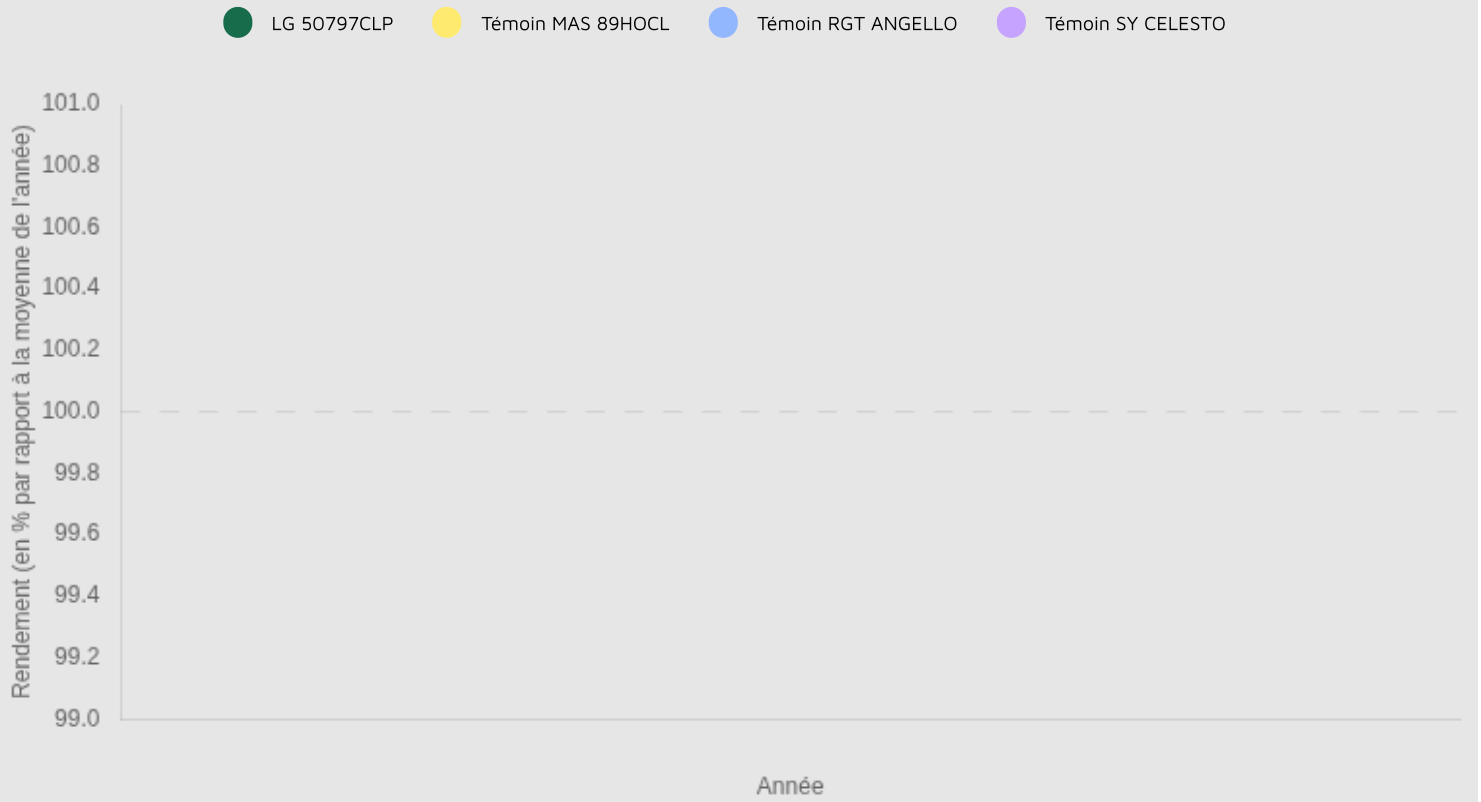 LG 50797CLP
Témoin MAS 89HOCL
Témoin RGT ANGELLO
Témoin SY CELESTO
Rendement (en % par rapport à la moyenne de l'année)
101.0
100.8
100.6
100.4
100.2
100.0
99.8
99.6
99.4
99.2
99.0
Année